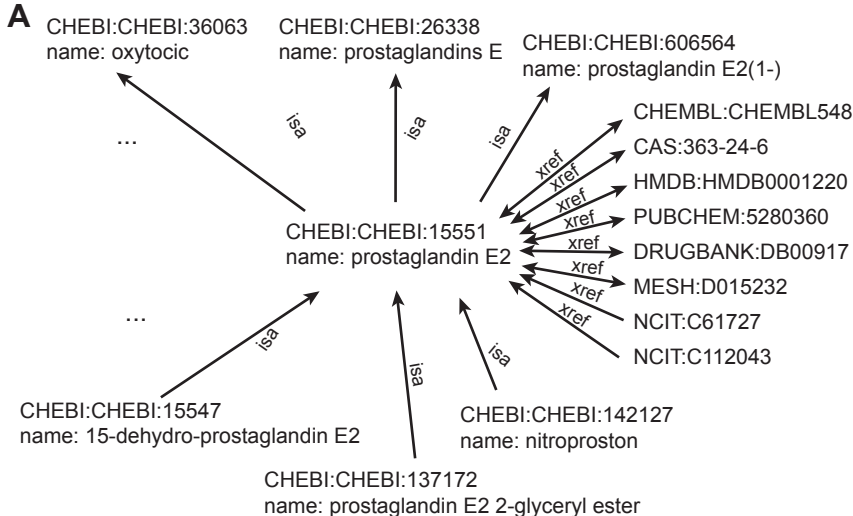 A
CHEBI:CHEBI:36063
name: oxytocic
CHEBI:CHEBI:26338
name: prostaglandins E
CHEBI:CHEBI:606564
name: prostaglandin E2(1-)
isa
isa
isa
...
CHEMBL:CHEMBL548
CAS:363-24-6
HMDB:HMDB0001220
PUBCHEM:5280360
DRUGBANK:DB00917
MESH:D015232
NCIT:C61727
NCIT:C112043
xref
xref
xref
xref
xref
xref
xref
xref
CHEBI:CHEBI:15551
name: prostaglandin E2
...
isa
isa
isa
CHEBI:CHEBI:15547
name: 15-dehydro-prostaglandin E2
CHEBI:CHEBI:142127
name: nitroproston
CHEBI:CHEBI:137172
name: prostaglandin E2 2-glyceryl ester